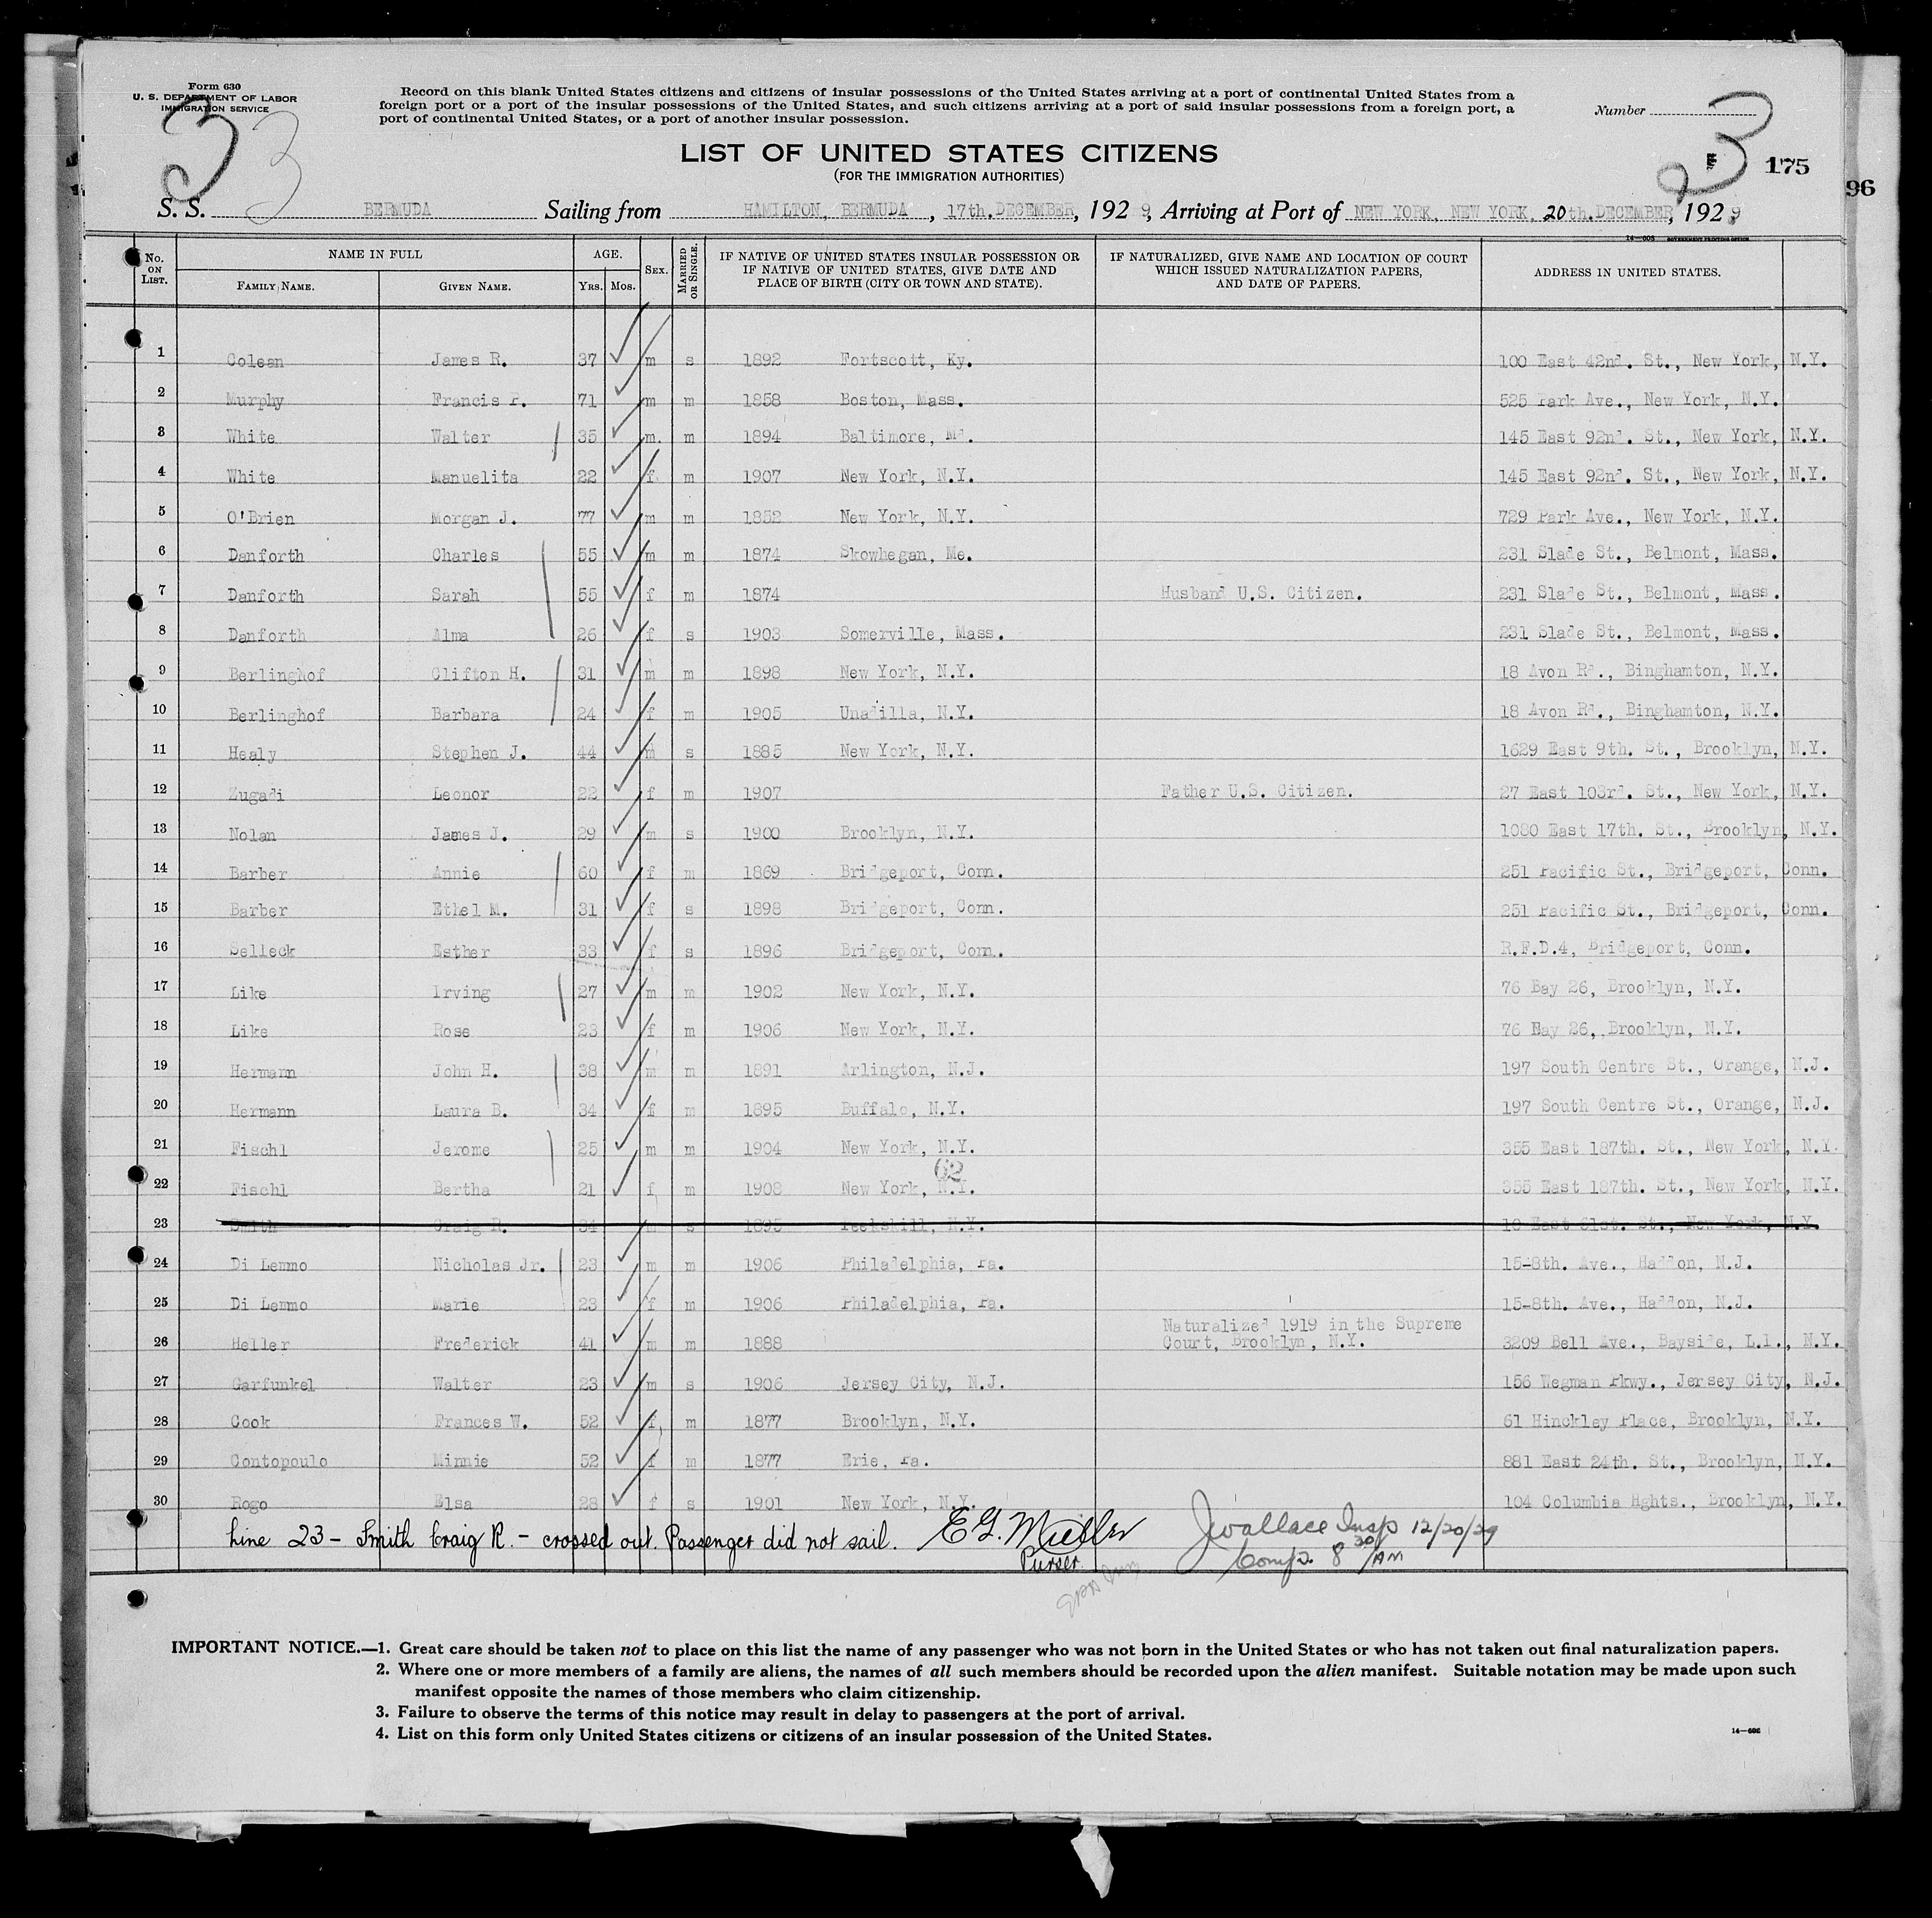 Form 630
U. S. DEPARTMENT OF LABOR
IMMIGRATION SERVICE
3 3
Record on this blank United States citizens and citizens of insular possessions of the United States arriving at a port of continental United States from a
foreign port or a port of the insular possessions of the United States, and such citizens arriving at a port of said insular possessions from a foreign port, a
port of continental United States, or a port of another insular possession.
Number
3 175
96
LIST OF UNITED STATES CITIZENS
(FOR THE IMMIGRATION AUTHORITIES)
S. S. BERMUDA Sailing from HAMILTON, BERMUDA, 17th. DECEMBER, 1929, Arriving at Port of NEW YORK, NEW YORK, 20th. DECEMBER, 1929
14—603 GOVERNMENT PRINTING OFFICE
No. ON LIST. NAME IN FULL FAMILY NAME. GIVEN NAME. AGE. YRS. MOS. SEX. MARRIED OR SINGLE. IF NATIVE OF UNITED STATES INSULAR POSSESSION OR IF NATIVE OF UNITED STATES, GIVE DATE AND PLACE OF BIRTH (CITY OR TOWN AND STATE). IF NATURALIZED, GIVE NAME AND LOCATION OF COURT WHICH ISSUED NATURALIZATION PAPERS, AND DATE OF PAPERS. ADDRESS IN UNITED STATES.
1 Colean James R. 37 m s 1892 Fortscott, Ky. 100 East 42nd. St., New York, N.Y.
2 Murphy Francis P. 71 m m 1858 Boston, Mass. 525 Park Ave., New York, N.Y.
3 White Walter 35 m. m 1894 Baltimore, Md. 145 East 92nd. St., New York, N.Y.
4 White Manuelita 22 f. m 1907 New York, N.Y. 145 East 92nd. St., New York, N.Y.
5 O'Brien Morgan J. 77 m m 1852 New York, N.Y. 729 Park Ave., New York, N.Y.
6 Danforth Charles 55 m m 1874 Skowhegan, Me. 231 Slade St., Belmont, Mass.
7 Danforth Sarah 55 f m 1874 Husband U.S. Citizen. 231 Slade St., Belmont, Mass.
8 Danforth Alma 26 f s 1903 Somerville, Mass. 231 Slade St., Belmont, Mass.
9 Berlinghof Clifton H. 31 m m 1898 New York, N.Y. 18 Avon Rd., Binghamton, N.Y.
10 Berlinghof Barbara 24 f m 1905 Unadilla, N.Y. 18 Avon Rd., Binghamton, N.Y.
11 Healy Stephen J. 44 m s 1885 New York, N.Y. 1629 East 9th. St., Brooklyn, N.Y.
12 Zugadi Leonor 22 f m 1907 Father U.S. Citizen. 27 East 103rd. St., New York, N.Y.
13 Nolan James J. 29 m s 1900 Brooklyn, N.Y. 1080 East 17th. St., Brooklyn, N.Y.
14 Barber Annie 60 f m 1869 Bridgeport, Conn. 251 Pacific St., Bridgeport, Conn.
15 Barber Ethel M. 31 f s 1898 Bridgeport, Conn. 251 Pacific St., Bridgeport, Conn.
16 Selleck Esther 33 f s 1896 Bridgeport, Conn. R.F.D.4, Bridgeport, Conn.
17 Like Irving 27 m m 1902 New York, N.Y. 76 Bay 26, Brooklyn, N.Y.
18 Like Rose 23 f m 1906 New York, N.Y. 76 Bay 26, Brooklyn, N.Y.
19 Hermann John H. 38 m m 1891 Arlington, N.J. 197 South Centre St., Orange, N.J.
20 Hermann Laura B. 34 f m 1895 Buffalo, N.Y. 197 South Centre St., Orange, N.J.
21 Fischl Jerome 25 m m 1904 New York, N.Y. 355 East 187th. St., New York, N.Y.
62
22 Fischl Bertha 21 f m 1908 New York, N.Y. 355 East 187th. St., New York, N.Y.
23 Smith Craig R. 34 m s 1895 Peekskill, N.Y. 10 East 61st. St., New York, N.Y.
24 Di Lemmo Nicholas Jr. 23 m m 1906 Philadelphia, Pa. 15-8th. Ave., Haddon, N.J.
25 Di Lemmo Marie 23 f m 1906 Philadelphia, Pa. 15-8th. Ave., Haddon, N.J.
26 Heller Frederick 41 m m 1888 Naturalized 1919 in the Supreme Court, Brooklyn, N.Y. 3209 Bell Ave., Bayside, L.I., N.Y.
27 Garfunkel Walter 23 m s 1906 Jersey City, N.J. 156 Wegman Pkwy., Jersey City, N.J.
28 Cook Frances W. 52 f m 1877 Brooklyn, N.Y. 61 Hinckley Place, Brooklyn, N.Y.
29 Contopoulo Minnie 52 f m 1877 Erie, Pa. 881 East 24th. St., Brooklyn, N.Y.
30 Rogo Elsa 28 f s 1901 New York, N.Y. 104 Columbia Hghts., Brooklyn, N.Y.
Line 23 - Smith Craig R. - crossed out. Passenger did not sail. E G. Muller Purser
J Wallace Insp 12/20/29
Comp. 8 30/AM
IMPORTANT NOTICE.—1. Great care should be taken not to place on this list the name of any passenger who was not born in the United States or who has not taken out final naturalization papers.
2. Where one or more members of a family are aliens, the names of all such members should be recorded upon the alien manifest. Suitable notation may be made upon such
manifest opposite the names of those members who claim citizenship.
3. Failure to observe the terms of this notice may result in delay to passengers at the port of arrival.
4. List on this form only United States citizens or citizens of an insular possession of the United States.